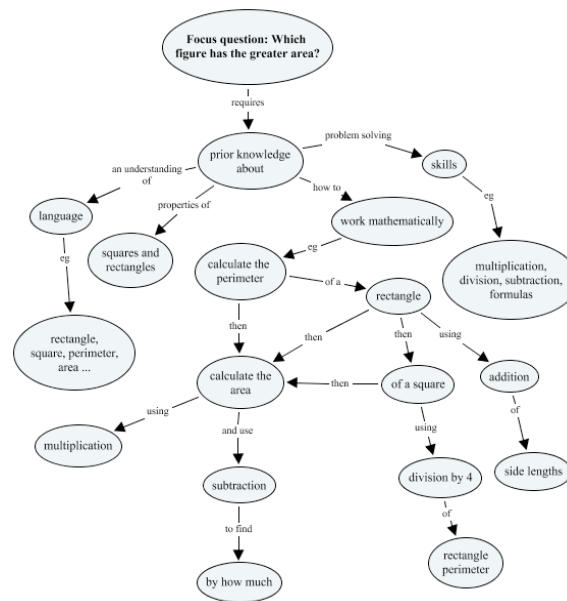 Focus question: Which
figure has the greater area?
requires
problem solving
prior knowledge
about
skills
an understanding
of
how to
properties of
eg
language
work mathematically
squares and
rectangles
eg
eg
calculate the
perimeter
multiplication,
division, subtraction,
formulas
of a
rectangle
rectangle,
square, perimeter,
area ...
then
then
then
using
calculate the
area
then
of a square
addition
using
and use
using
of
multiplication
subtraction
division by 4
side lengths
to find
of
by how much
rectangle
perimeter